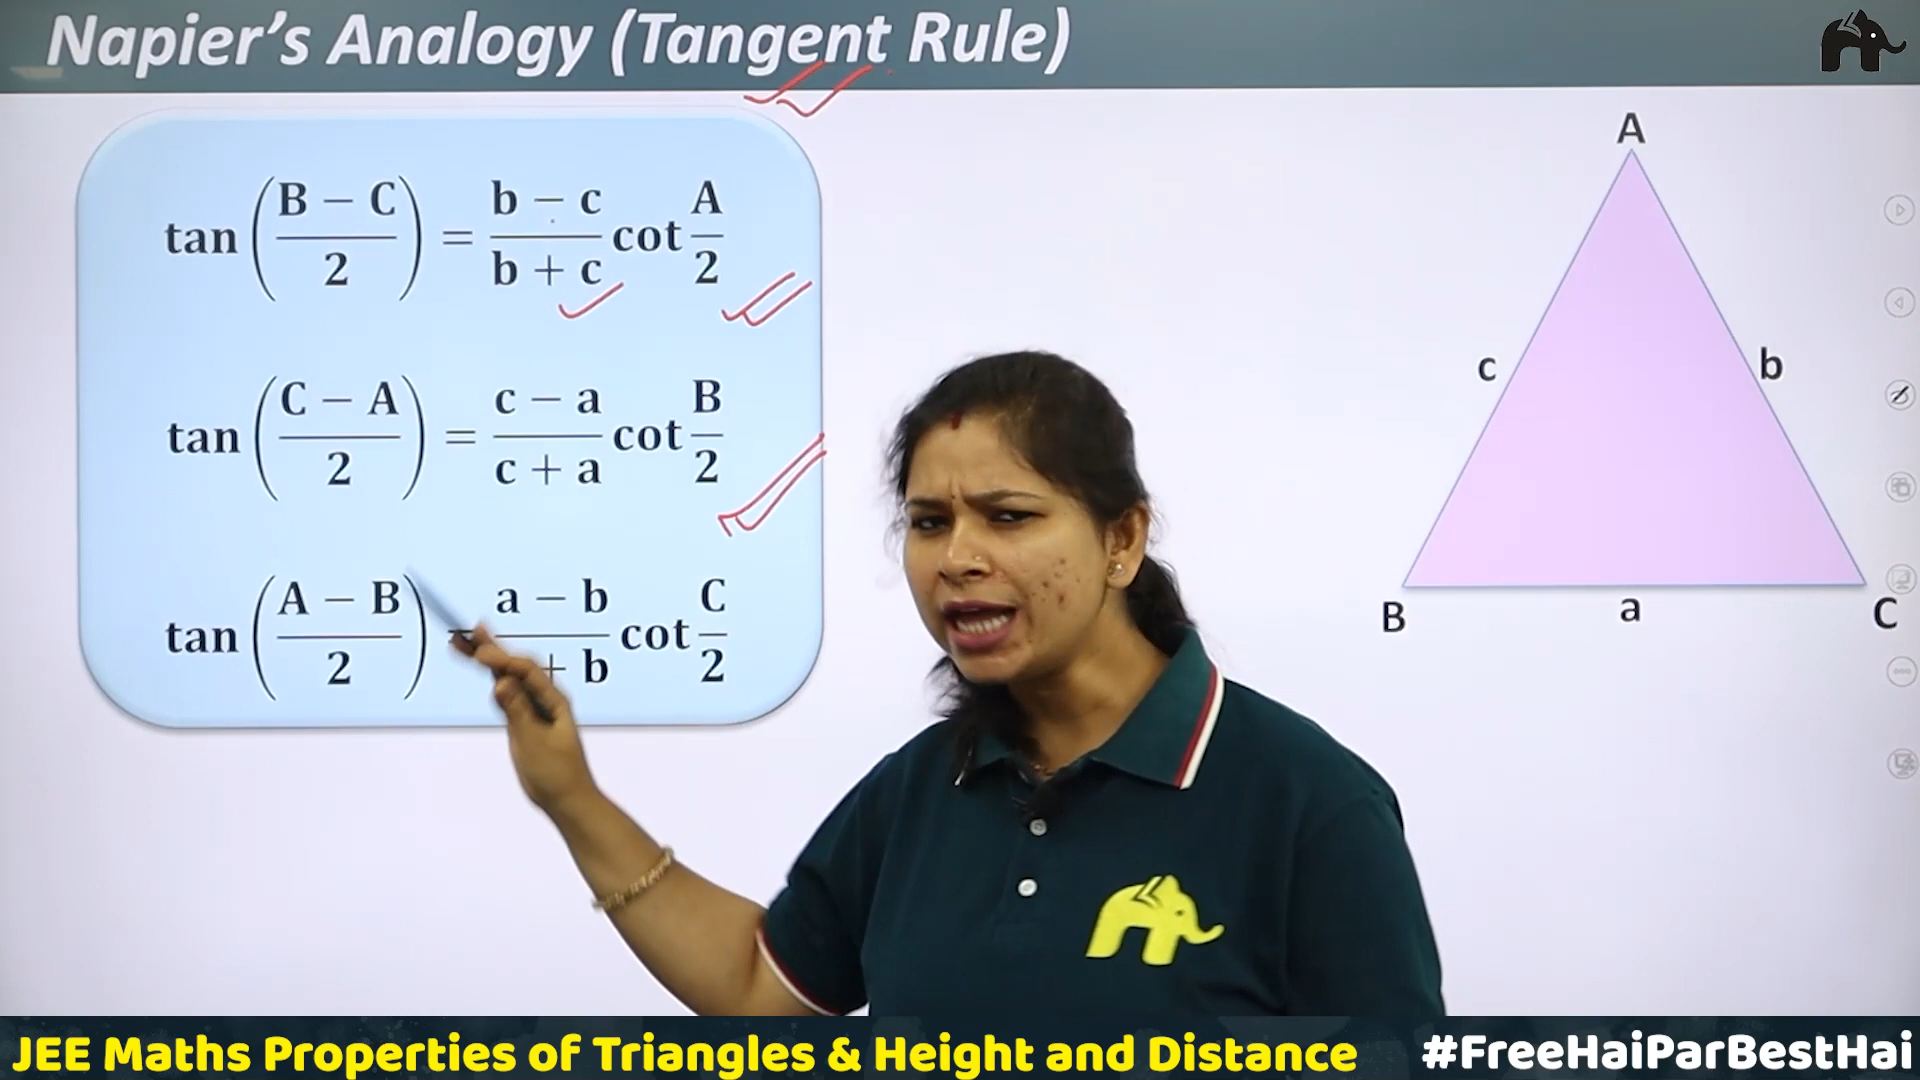 Napier's Analogy (Tangent Rule)
tan(B − C / 2) = b − c / b + c cot A/2
tan(C − A / 2) = c − a / c + a cot B/2
tan(A − B / 2) = a − b / + b cot C/2
A
c b
B a C
JEE Maths Properties of Triangles & Height and Distance #FreeHaiParBestHai